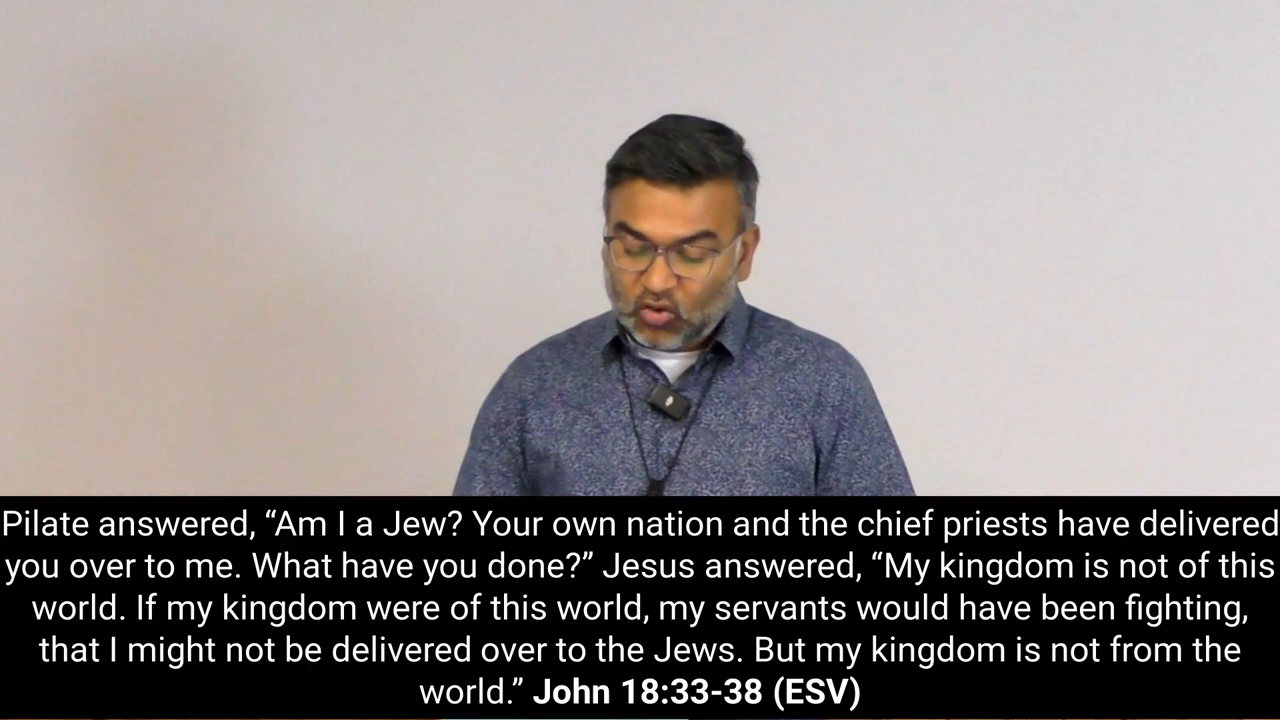 Pilate answered, “Am I a Jew? Your own nation and the chief priests have delivered
you over to me. What have you done?” Jesus answered, “My kingdom is not of this
world. If my kingdom were of this world, my servants would have been fighting,
that I might not be delivered over to the Jews. But my kingdom is not from the
world.” John 18:33-38 (ESV)